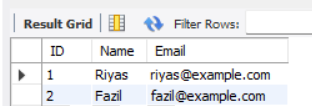 Result Grid Filter Rows:
ID Name Email
1 Riyas riyas@example.com
2 Fazil fazil@example.com